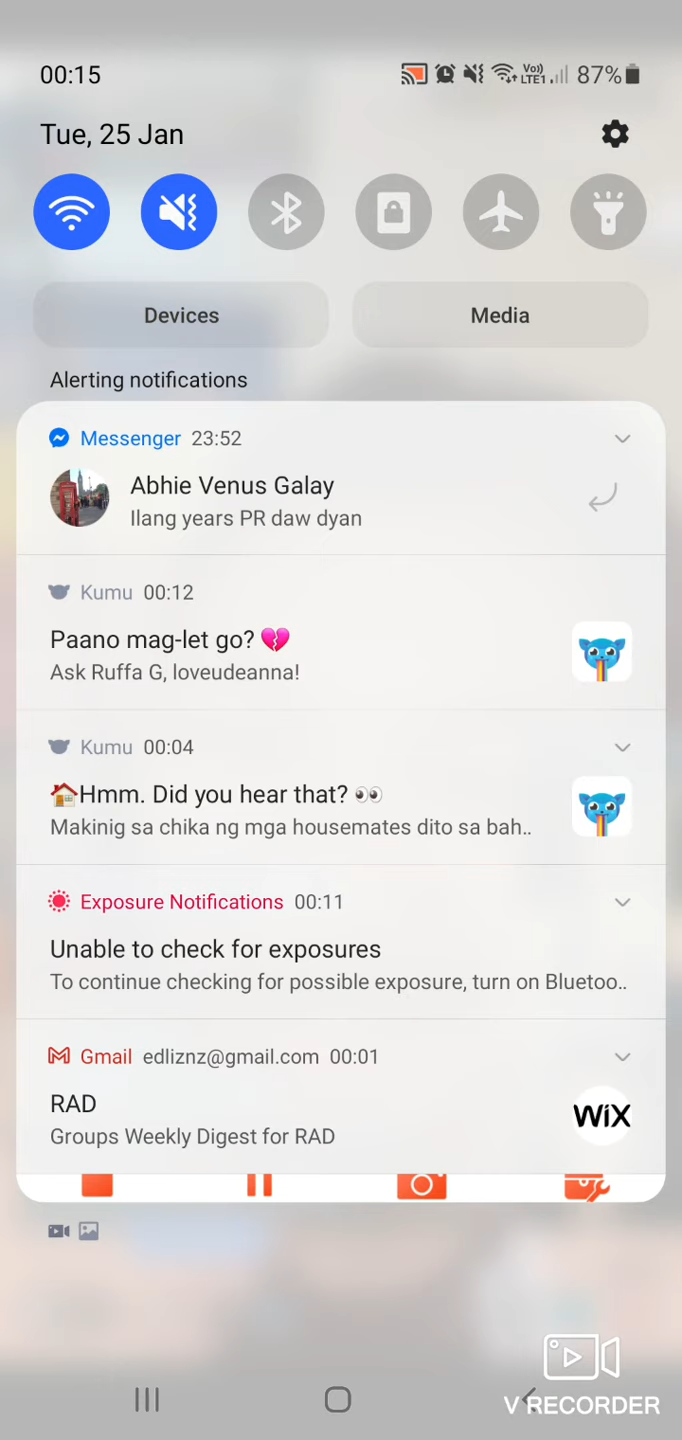 00:15 Vo)) LTE1 87%
Tue, 25 Jan
Devices Media
Alerting notifications
Messenger 23:52
Abhie Venus Galay
Ilang years PR daw dyan
Kumu 00:12
Paano mag-let go? 💔
Ask Ruffa G, loveudeanna!
Kumu 00:04
🏠Hmm. Did you hear that? 👀
Makinig sa chika ng mga housemates dito sa bah..
Exposure Notifications 00:11
Unable to check for exposures
To continue checking for possible exposure, turn on Bluetoo..
Gmail edliznz@gmail.com 00:01
RAD
Groups Weekly Digest for RAD
WiX
V RECORDER